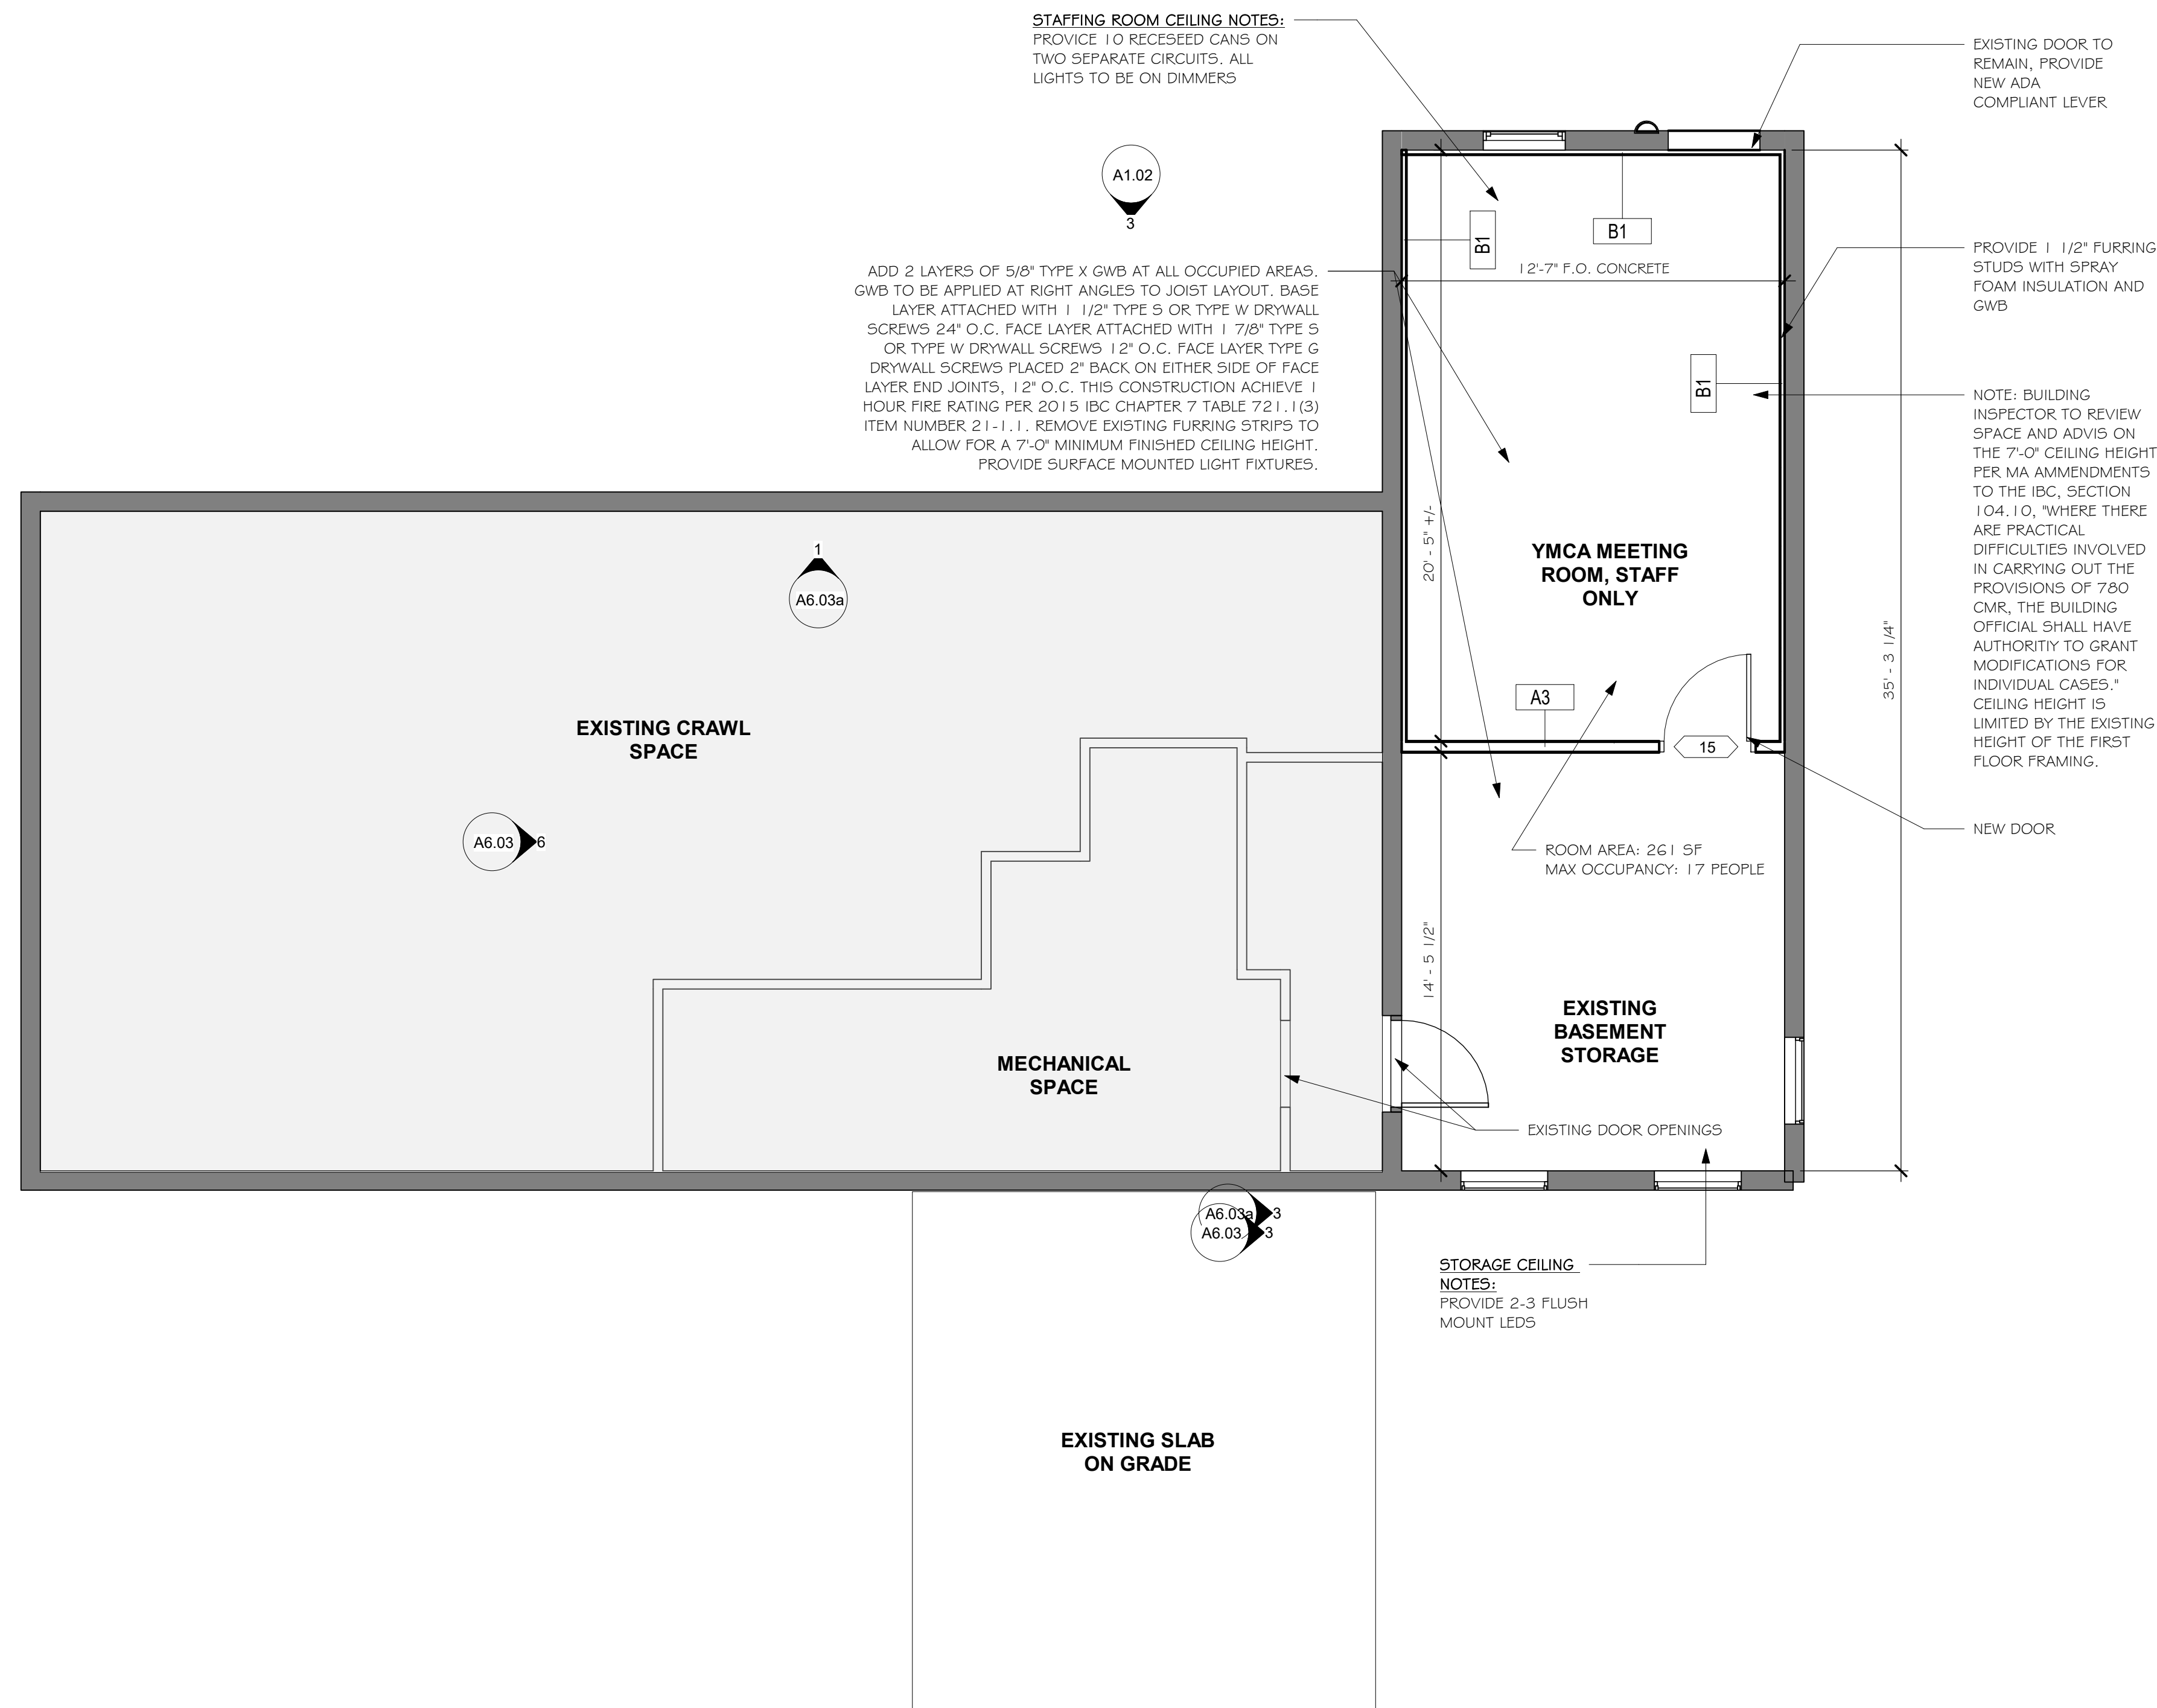 STAFFING ROOM CEILING NOTES:
PROVICE 10 RECESEED CANS ON
TWO SEPARATE CIRCUITS. ALL
LIGHTS TO BE ON DIMMERS
EXISTING DOOR TO
REMAIN, PROVIDE
NEW ADA
COMPLIANT LEVER
A1.02
3
B1
B1
12'-7" F.O. CONCRETE
PROVIDE 1 1/2" FURRING
STUDS WITH SPRAY
FOAM INSULATION AND
GWB
ADD 2 LAYERS OF 5/8" TYPE X GWB AT ALL OCCUPIED AREAS.
GWB TO BE APPLIED AT RIGHT ANGLES TO JOIST LAYOUT. BASE
LAYER ATTACHED WITH 1 1/2" TYPE S OR TYPE W DRYWALL
SCREWS 24" O.C. FACE LAYER ATTACHED WITH 1 7/8" TYPE S
OR TYPE W DRYWALL SCREWS 12" O.C. FACE LAYER TYPE G
DRYWALL SCREWS PLACED 2" BACK ON EITHER SIDE OF FACE
LAYER END JOINTS, 12" O.C. THIS CONSTRUCTION ACHIEVE 1
HOUR FIRE RATING PER 2015 IBC CHAPTER 7 TABLE 721.1(3)
ITEM NUMBER 21-1.1. REMOVE EXISTING FURRING STRIPS TO
ALLOW FOR A 7'-0" MINIMUM FINISHED CEILING HEIGHT.
PROVIDE SURFACE MOUNTED LIGHT FIXTURES.
B1
NOTE: BUILDING
INSPECTOR TO REVIEW
SPACE AND ADVIS ON
THE 7'-0" CEILING HEIGHT
PER MA AMMENDMENTS
TO THE IBC, SECTION
104.10, "WHERE THERE
ARE PRACTICAL
DIFFICULTIES INVOLVED
IN CARRYING OUT THE
PROVISIONS OF 780
CMR, THE BUILDING
OFFICIAL SHALL HAVE
AUTHORITIY TO GRANT
MODIFICATIONS FOR
INDIVIDUAL CASES."
CEILING HEIGHT IS
LIMITED BY THE EXISTING
HEIGHT OF THE FIRST
FLOOR FRAMING.
20' - 5" +/-
YMCA MEETING
ROOM, STAFF
ONLY
1
A6.03a
35' - 3 1/4"
A3
EXISTING CRAWL
SPACE
15
A6.03
6
NEW DOOR
ROOM AREA: 261 SF
MAX OCCUPANCY: 17 PEOPLE
14' - 5 1/2"
EXISTING
BASEMENT
STORAGE
MECHANICAL
SPACE
EXISTING DOOR OPENINGS
A6.03a
3
A6.03
3
STORAGE CEILING
NOTES:
PROVIDE 2-3 FLUSH
MOUNT LEDS
EXISTING SLAB
ON GRADE